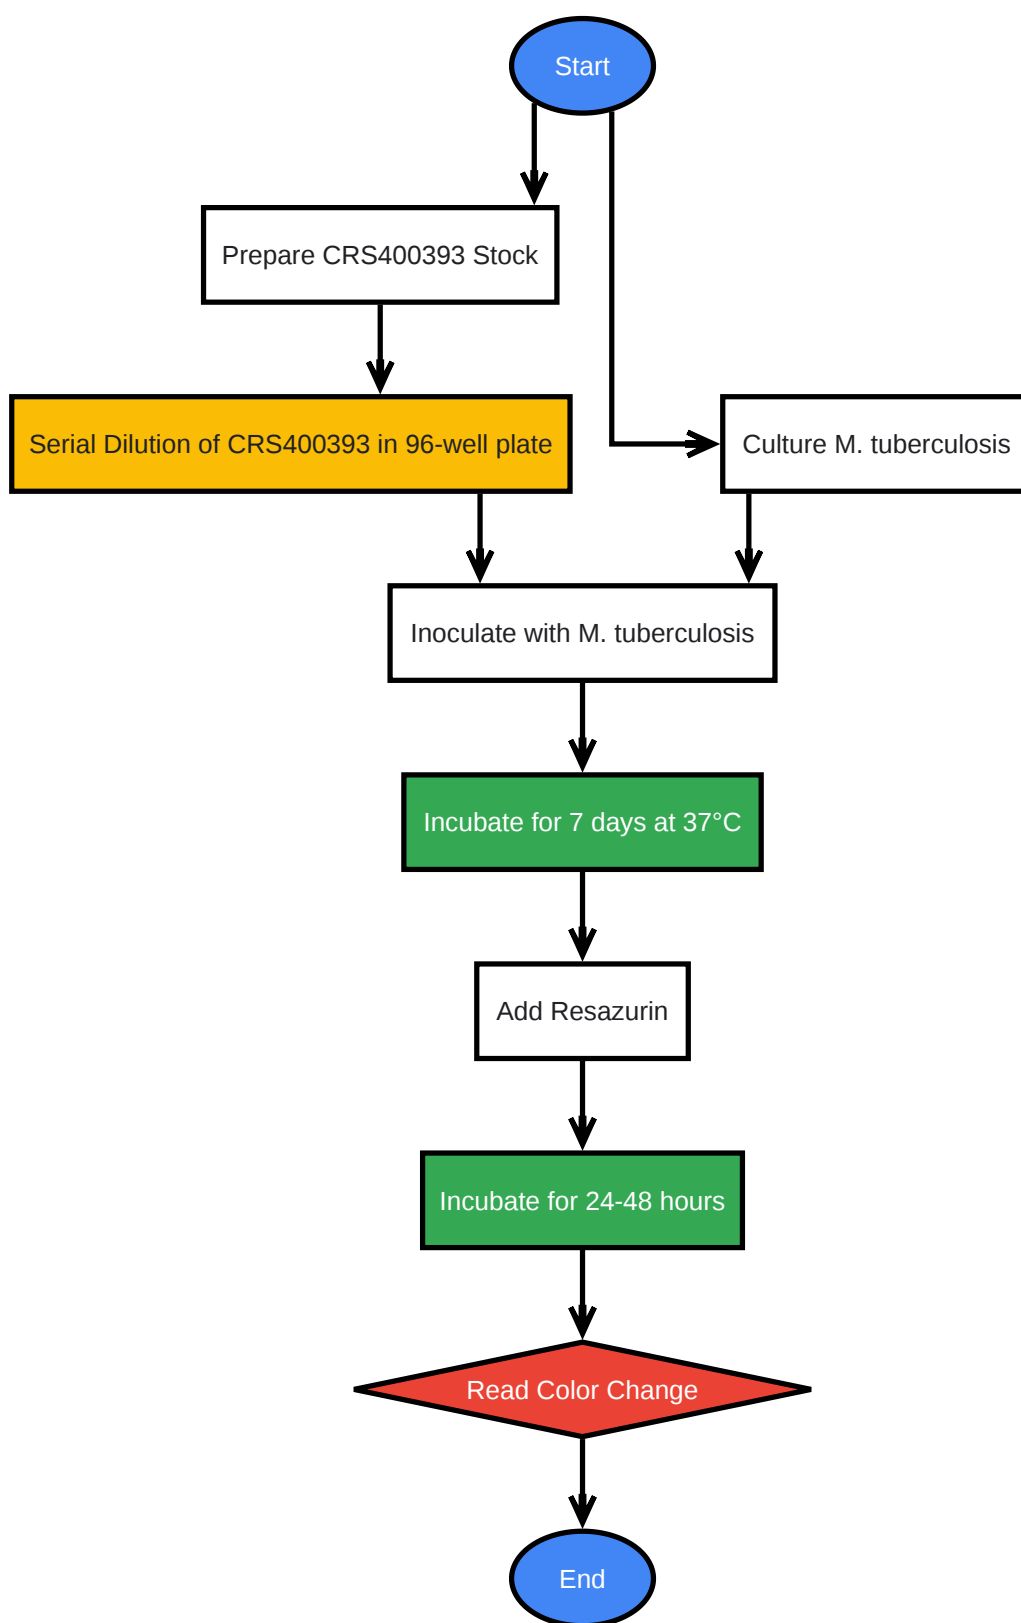 Start
Prepare CRS400393 Stock
Serial Dilution of CRS400393 in 96-well plate
Culture M. tuberculosis
Inoculate with M. tuberculosis
Incubate for 7 days at 37°C
Add Resazurin
Incubate for 24-48 hours
Read Color Change
End